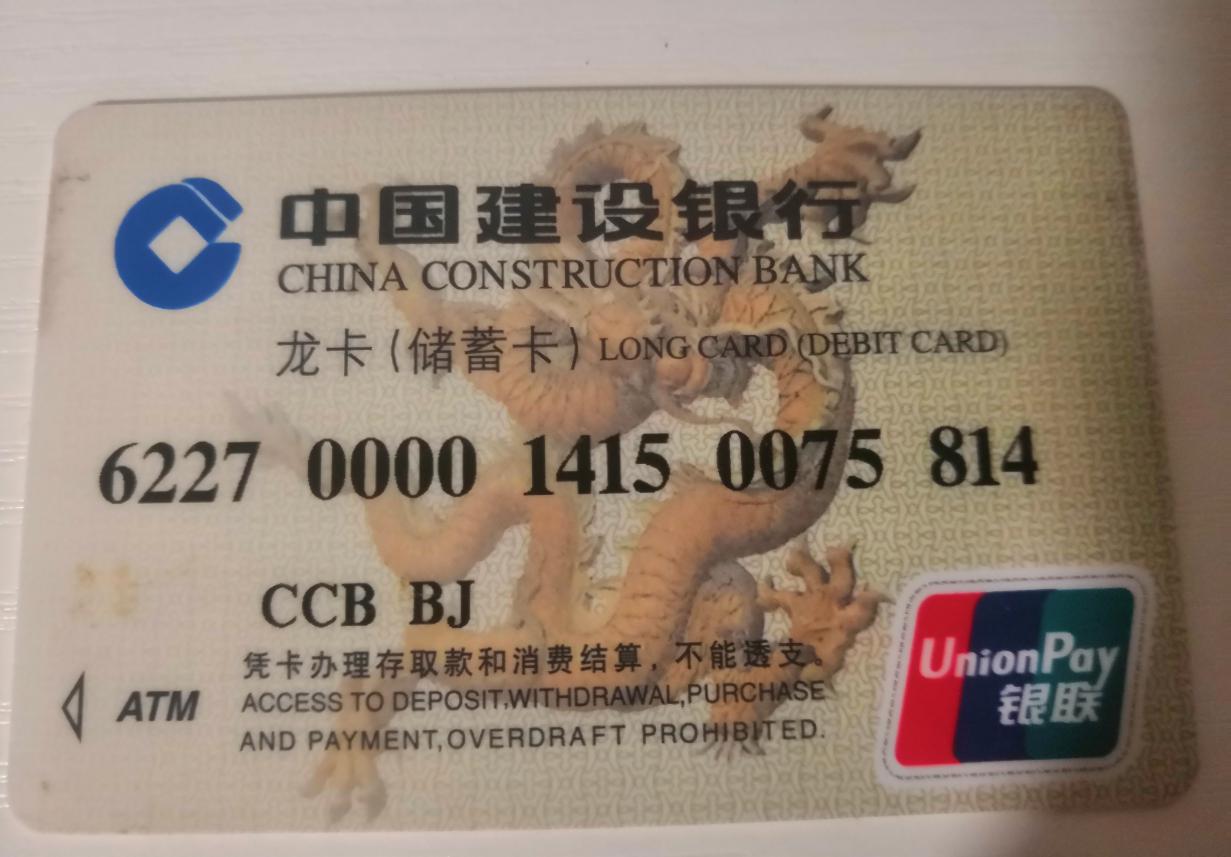 中国建设银行
CHINA CONSTRUCTION BANK
龙卡(储蓄卡) LONG CARD (DEBIT CARD)
6227 0000 1415 0075 814
CCB BJ
凭卡办理存取款和消费结算，不能透支。
ACCESS TO DEPOSIT,WITHDRAWAL,PURCHASE
AND PAYMENT,OVERDRAFT PROHIBITED.
ATM
UnionPay
银联